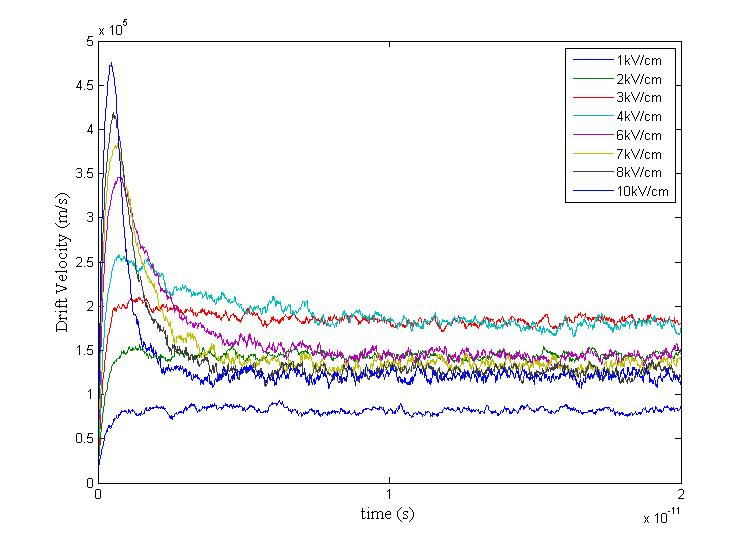 x 10⁵
5
4.5
4
3.5
3
2.5
2
1.5
1
0.5
0
Drift Velocity (m/s)
1kV/cm
2kV/cm
3kV/cm
4kV/cm
6kV/cm
7kV/cm
8kV/cm
10kV/cm
0
1
2
time (s)
x 10⁻¹¹